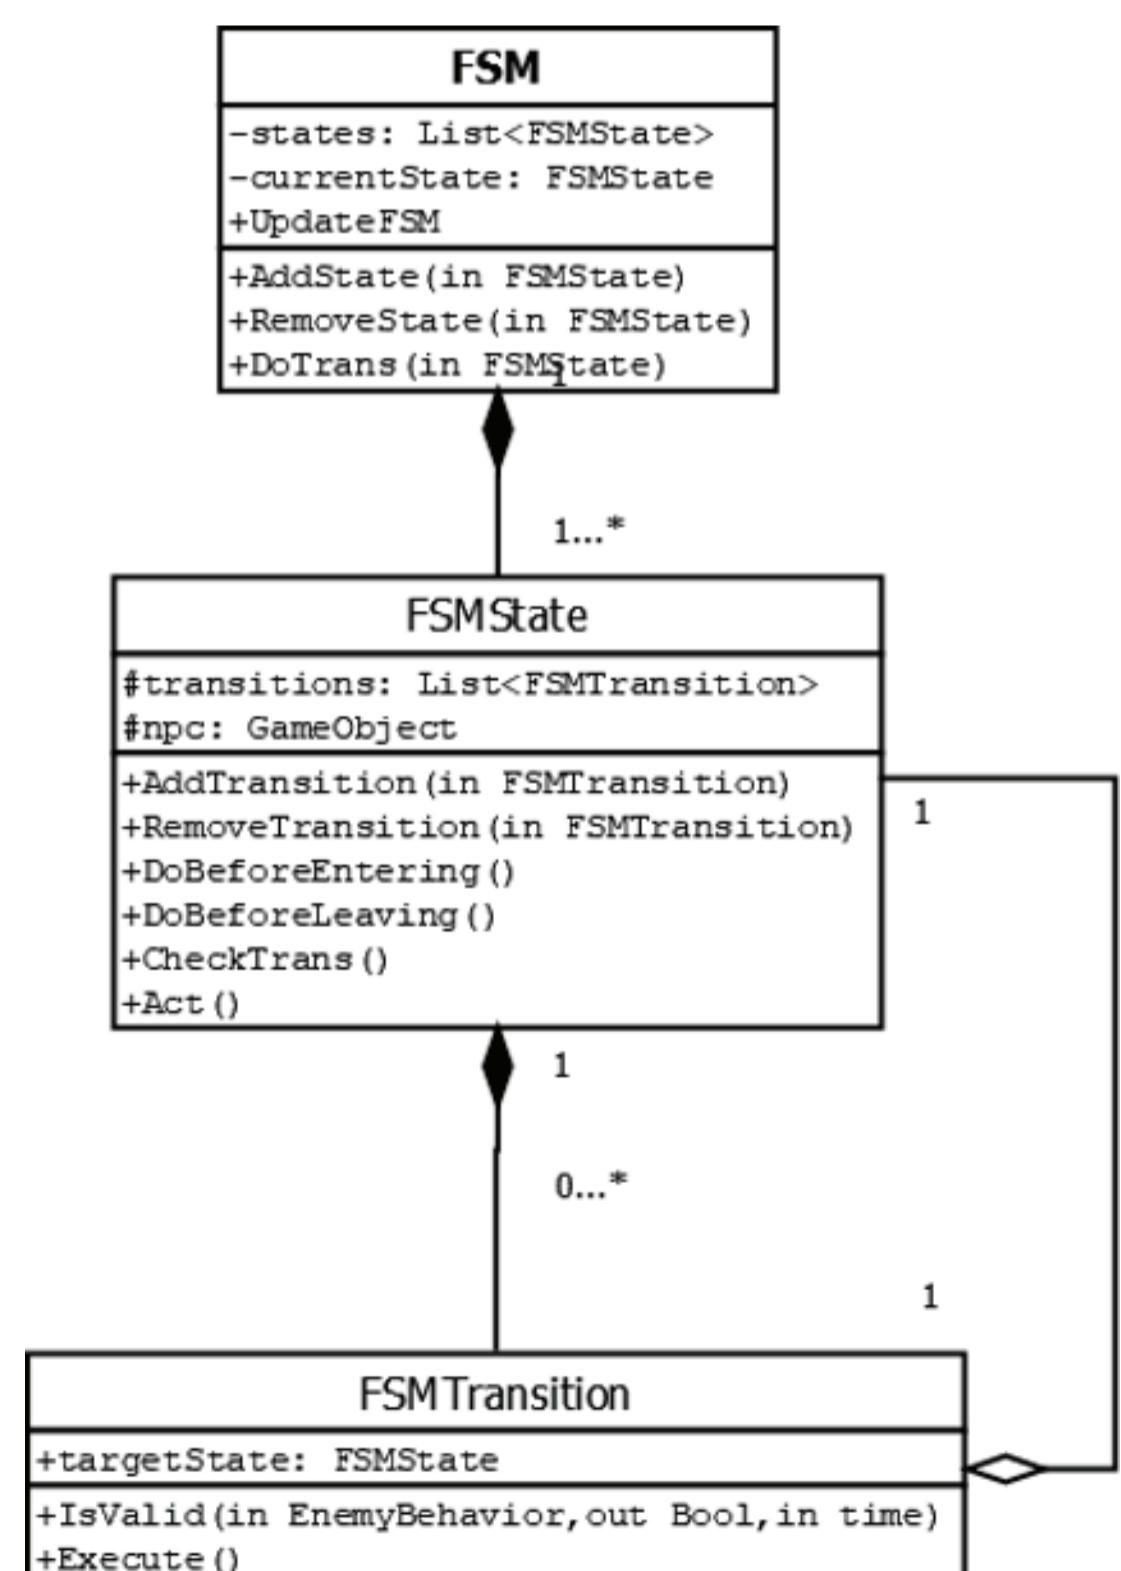 FSM
-states: List<FSMState>
-currentState: FSMState
+UpdateFSM
+AddState(in FSMState)
+RemoveState(in FSMState)
+DoTrans(in FSMState)
1
1...*
FSMState
#transitions: List<FSMTransition>
#npc: GameObject
+AddTransition(in FSMTransition)
1
+RemoveTransition(in FSMTransition)
+DoBeforeEntering()
+DoBeforeLeaving()
+CheckTrans()
+Act()
1
0...*
1
FSMTransition
+targetState: FSMState
+IsValid(in EnemyBehavior,out Bool,in time)
+Execute()